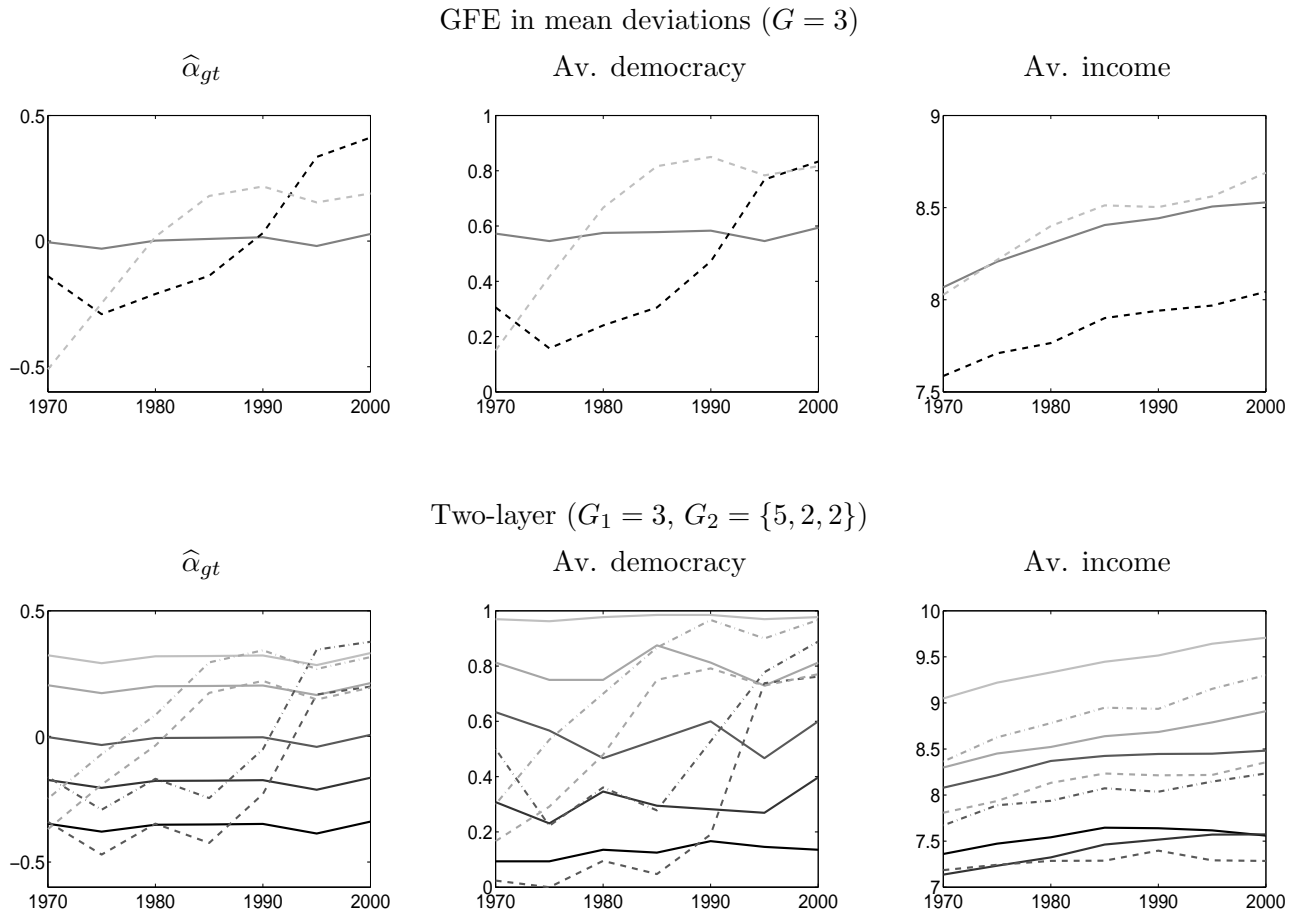 GFE in mean deviations (G = 3)
α̂gt Av. democracy Av. income
0.5
0
−0.5
1970 1980 1990 2000
1
0.8
0.6
0.4
0.2
0
1970 1980 1990 2000
9
8.5
8
7.5
1970 1980 1990 2000
Two-layer (G1 = 3, G2 = {5, 2, 2})
α̂gt Av. democracy Av. income
0.5
0
−0.5
1970 1980 1990 2000
1
0.8
0.6
0.4
0.2
0
1970 1980 1990 2000
10
9.5
9
8.5
8
7.5
7
1970 1980 1990 2000